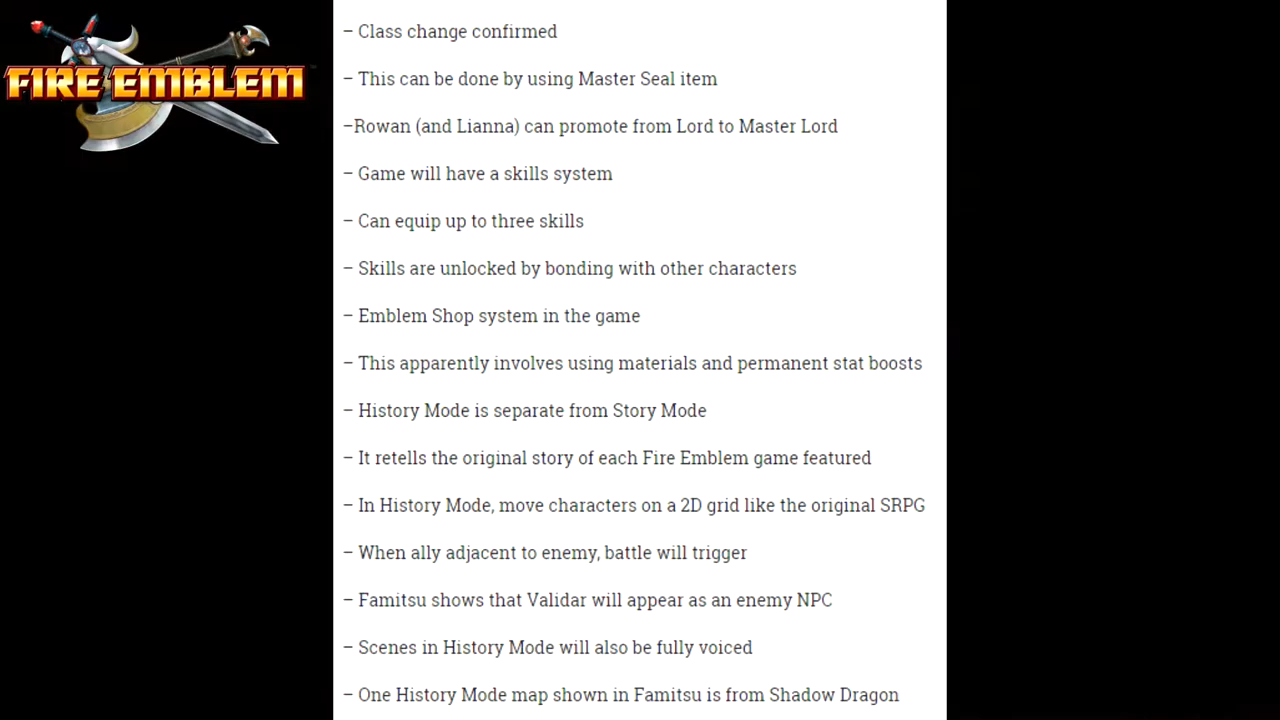 FIRE EMBLEM
– Class change confirmed
– This can be done by using Master Seal item
–Rowan (and Lianna) can promote from Lord to Master Lord
– Game will have a skills system
– Can equip up to three skills
– Skills are unlocked by bonding with other characters
– Emblem Shop system in the game
– This apparently involves using materials and permanent stat boosts
– History Mode is separate from Story Mode
– It retells the original story of each Fire Emblem game featured
– In History Mode, move characters on a 2D grid like the original SRPG
– When ally adjacent to enemy, battle will trigger
– Famitsu shows that Validar will appear as an enemy NPC
– Scenes in History Mode will also be fully voiced
– One History Mode map shown in Famitsu is from Shadow Dragon